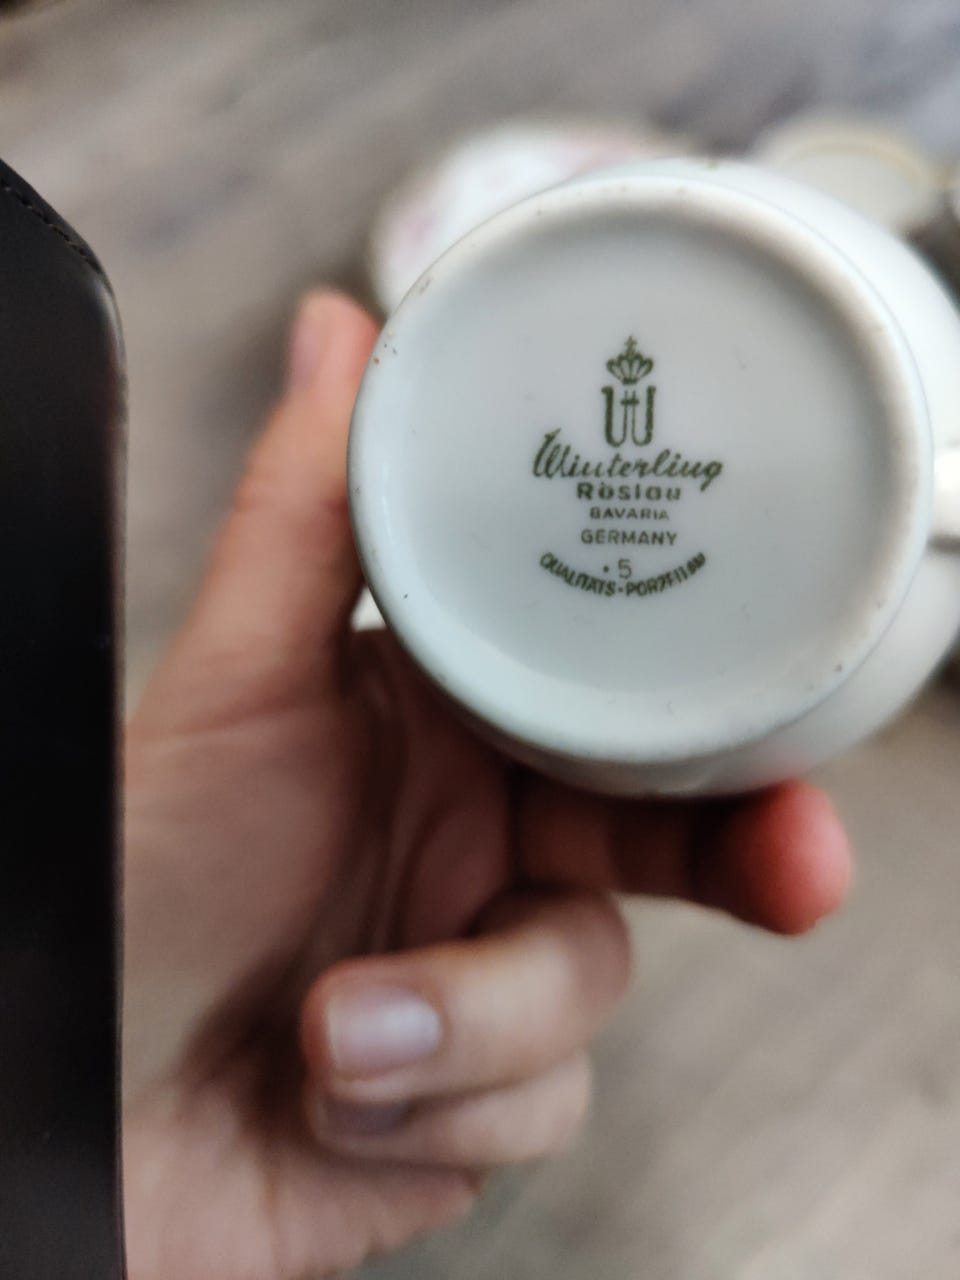 W
Winterling
Röslau
BAVARIA
GERMANY
· 5
QUALITÄTS-PORZELLAN